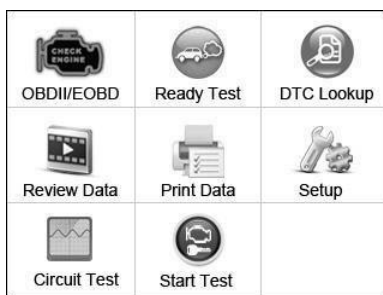 CHECK
ENGINE
OBDII/EOBD
Ready Test
DTC Lookup
Review Data
Print Data
Setup
Circuit Test
Start Test